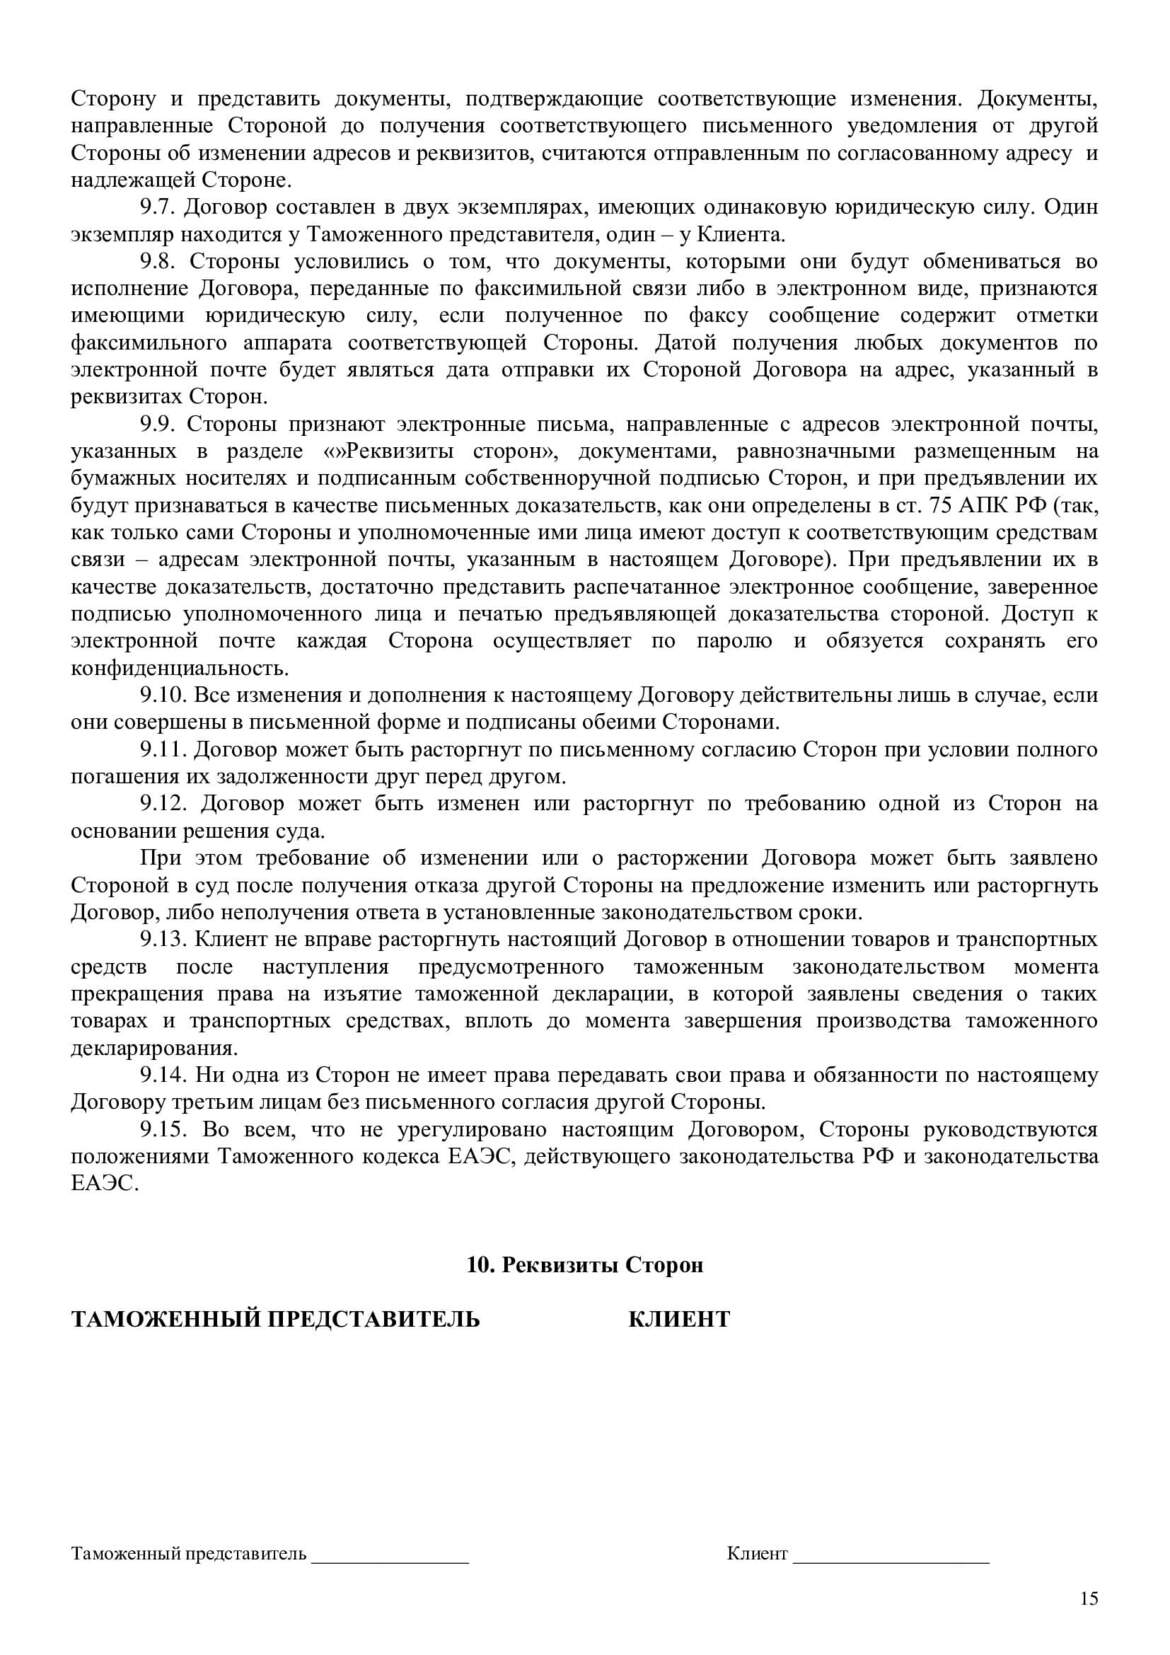 Сторону и представить документы, подтверждающие соответствующие изменения. Документы,
направленные Стороной до получения соответствующего письменного уведомления от другой
Стороны об изменении адресов и реквизитов, считаются отправленным по согласованному адресу и
надлежащей Стороне.
9.7. Договор составлен в двух экземплярах, имеющих одинаковую юридическую силу. Один
экземпляр находится у Таможенного представителя, один – у Клиента.
9.8. Стороны условились о том, что документы, которыми они будут обмениваться во
исполнение Договора, переданные по факсимильной связи либо в электронном виде, признаются
имеющими юридическую силу, если полученное по факсу сообщение содержит отметки
факсимильного аппарата соответствующей Стороны. Датой получения любых документов по
электронной почте будет являться дата отправки их Стороной Договора на адрес, указанный в
реквизитах Сторон.
9.9. Стороны признают электронные письма, направленные с адресов электронной почты,
указанных в разделе «»Реквизиты сторон», документами, равнозначными размещенным на
бумажных носителях и подписанным собственноручной подписью Сторон, и при предъявлении их
будут признаваться в качестве письменных доказательств, как они определены в ст. 75 АПК РФ (так,
как только сами Стороны и уполномоченные ими лица имеют доступ к соответствующим средствам
связи – адресам электронной почты, указанным в настоящем Договоре). При предъявлении их в
качестве доказательств, достаточно представить распечатанное электронное сообщение, заверенное
подписью уполномоченного лица и печатью предъявляющей доказательства стороной. Доступ к
электронной почте каждая Сторона осуществляет по паролю и обязуется сохранять его
конфиденциальность.
9.10. Все изменения и дополнения к настоящему Договору действительны лишь в случае, если
они совершены в письменной форме и подписаны обеими Сторонами.
9.11. Договор может быть расторгнут по письменному согласию Сторон при условии полного
погашения их задолженности друг перед другом.
9.12. Договор может быть изменен или расторгнут по требованию одной из Сторон на
основании решения суда.
При этом требование об изменении или о расторжении Договора может быть заявлено
Стороной в суд после получения отказа другой Стороны на предложение изменить или расторгнуть
Договор, либо неполучения ответа в установленные законодательством сроки.
9.13. Клиент не вправе расторгнуть настоящий Договор в отношении товаров и транспортных
средств после наступления предусмотренного таможенным законодательством момента
прекращения права на изъятие таможенной декларации, в которой заявлены сведения о таких
товарах и транспортных средствах, вплоть до момента завершения производства таможенного
декларирования.
9.14. Ни одна из Сторон не имеет права передавать свои права и обязанности по настоящему
Договору третьим лицам без письменного согласия другой Стороны.
9.15. Во всем, что не урегулировано настоящим Договором, Стороны руководствуются
положениями Таможенного кодекса ЕАЭС, действующего законодательства РФ и законодательства
ЕАЭС.
10. Реквизиты Сторон
ТАМОЖЕННЫЙ ПРЕДСТАВИТЕЛЬ КЛИЕНТ
Таможенный представитель ________________ Клиент ____________________
15